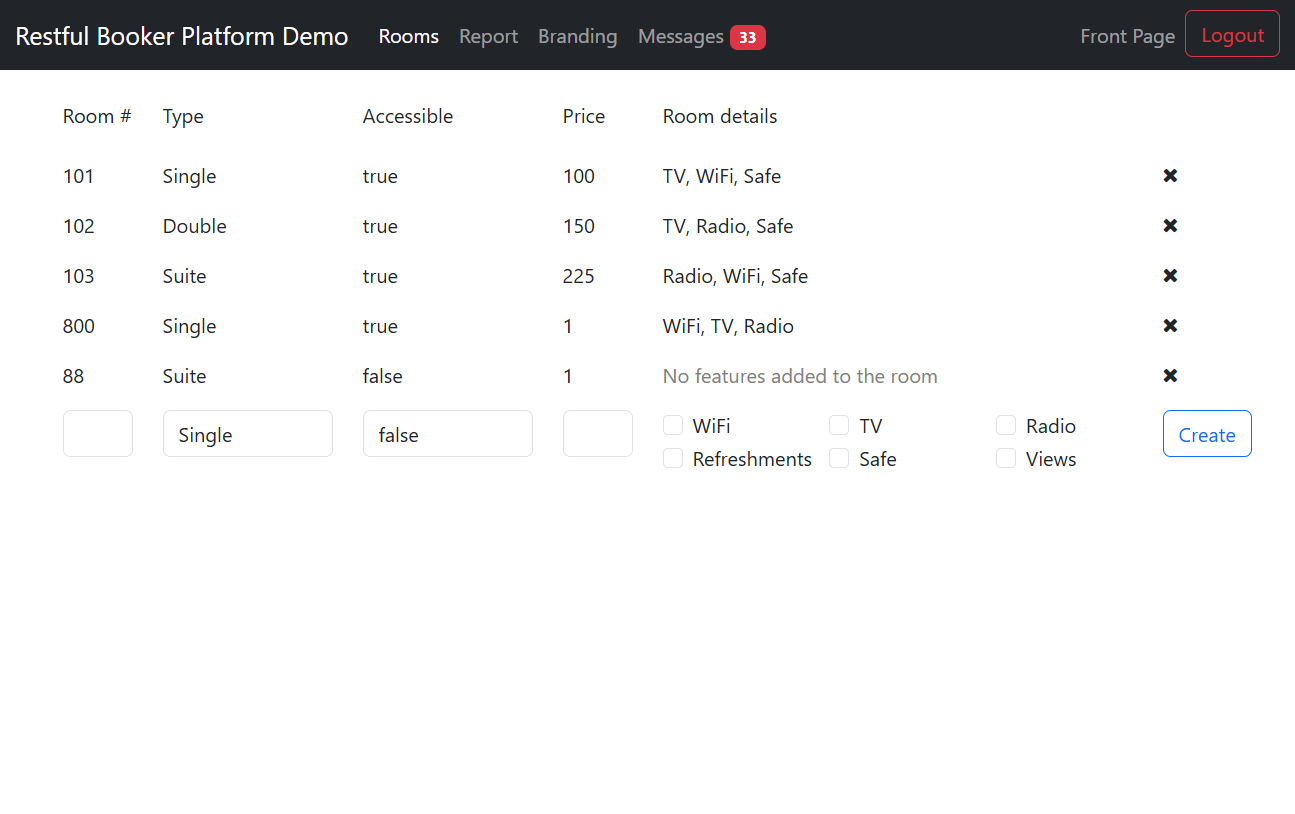 Restful Booker Platform Demo Rooms Report Branding Messages 33 Front Page Logout
Room # Type Accessible Price Room details
101 Single true 100 TV, WiFi, Safe
102 Double true 150 TV, Radio, Safe
103 Suite true 225 Radio, WiFi, Safe
800 Single true 1 WiFi, TV, Radio
88 Suite false 1 No features added to the room
Single false WiFi TV Radio Create
Refreshments Safe Views